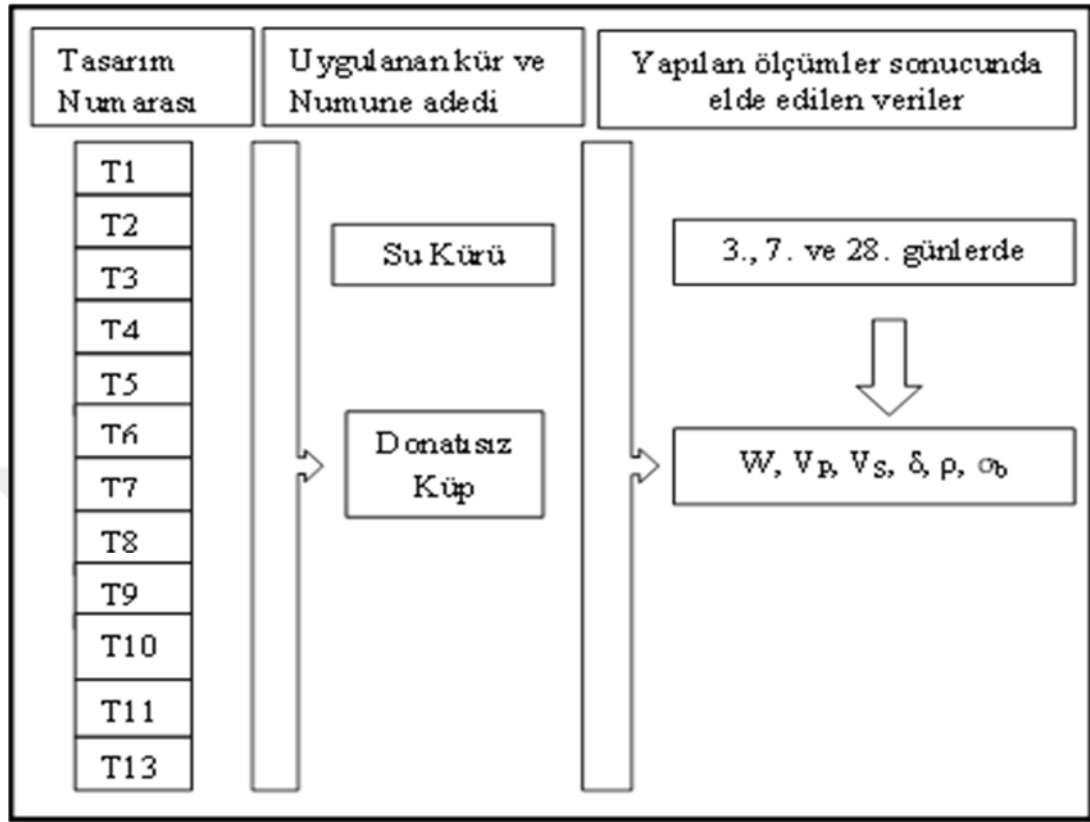 Tasarım
Numarası
Uygulanan kür ve
Numune adedi
Yapılan ölçümler sonucunda
elde edilen veriler
T1
T2
T3
T4
T5
T6
T7
T8
T9
T10
T11
T13
Su Kürü
Donatısız
Küp
3., 7. ve 28. günlerde
W, VP, VS, δ, ρ, σb